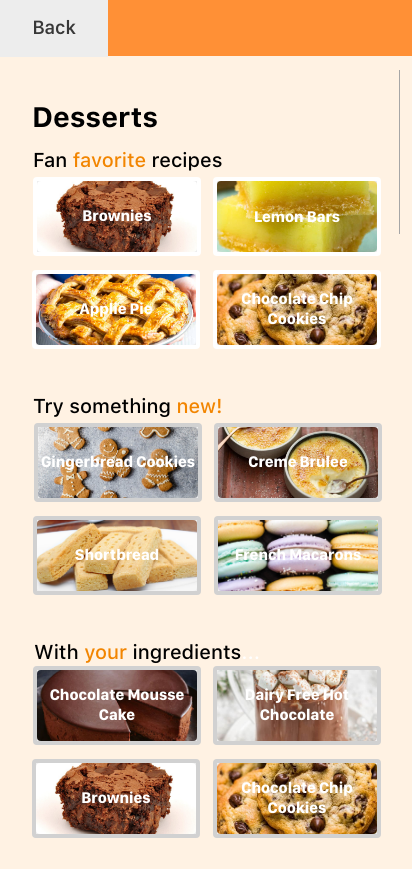 Back
Desserts
Fan favorite recipes
Brownies
Lemon Bars
Apple Pie
Chocolate Chip
Cookies
Try something new!
Gingerbread Cookies
Creme Brulee
Shortbread
French Macarons
With your ingredients...
Chocolate Mousse
Cake
Dairy Free Hot
Chocolate
Brownies
Chocolate Chip
Cookies